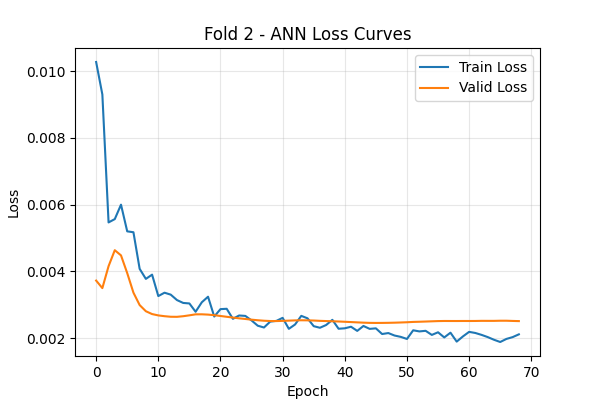 Fold 2 - ANN Loss Curves
Train Loss
Valid Loss
Loss
0.010
0.008
0.006
0.004
0.002
0 10 20 30 40 50 60 70
Epoch